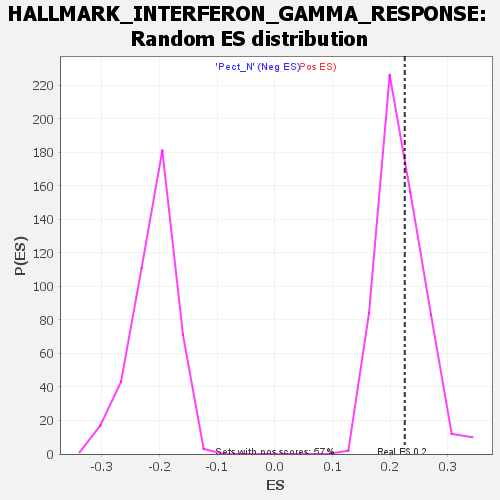 HALLMARK_INTERFERON_GAMMA_RESPONSE:
Random ES distribution
'Pect_N' (Neg ES) Pos ES)
220
200
180
160
140
120
100
80
60
40
20
0
P(ES)
Sets with pos scores: 57%
Real ES 0.2
-0.3 -0.2 -0.1 0.0 0.1 0.2 0.3
ES